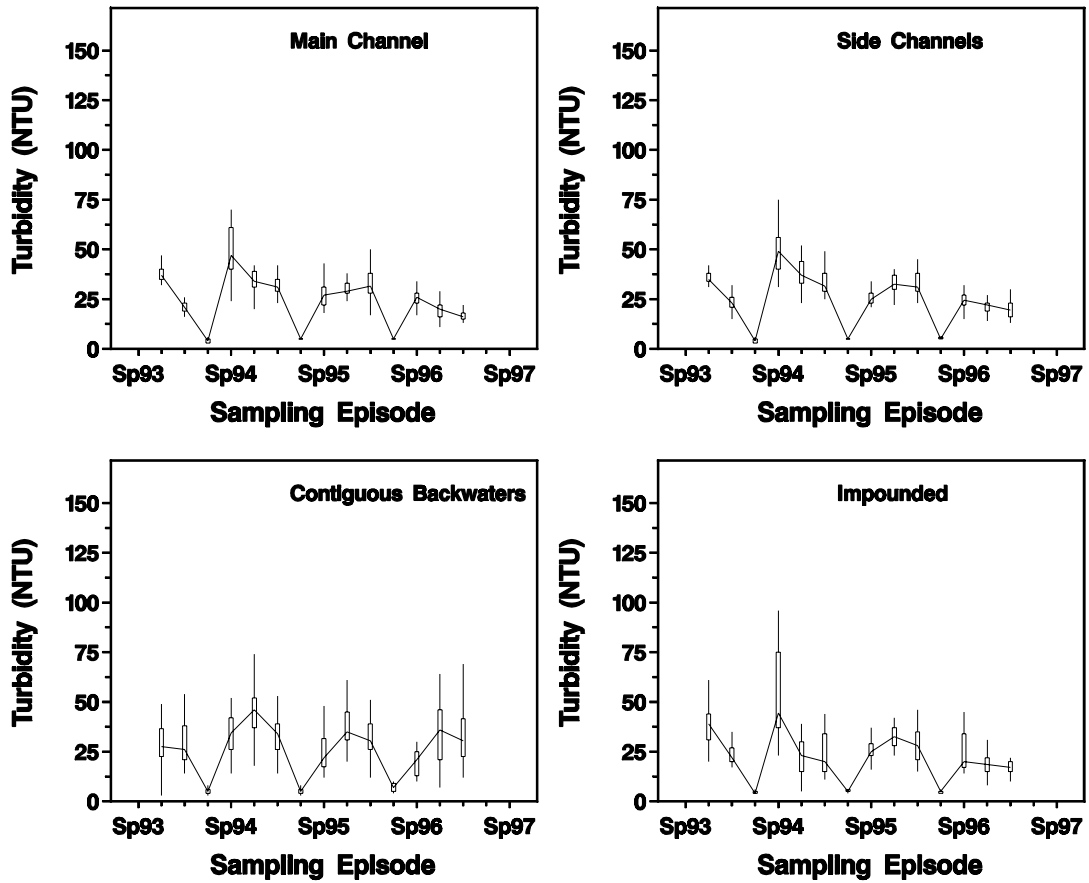 Main Channel
Turbidity (NTU)
150
125
100
75
50
25
0
Sp93 Sp94 Sp95 Sp96 Sp97
Sampling Episode
Side Channels
Turbidity (NTU)
150
125
100
75
50
25
0
Sp93 Sp94 Sp95 Sp96 Sp97
Sampling Episode
Contiguous Backwaters
Turbidity (NTU)
150
125
100
75
50
25
0
Sp93 Sp94 Sp95 Sp96 Sp97
Sampling Episode
Impounded
Turbidity (NTU)
150
125
100
75
50
25
0
Sp93 Sp94 Sp95 Sp96 Sp97
Sampling Episode